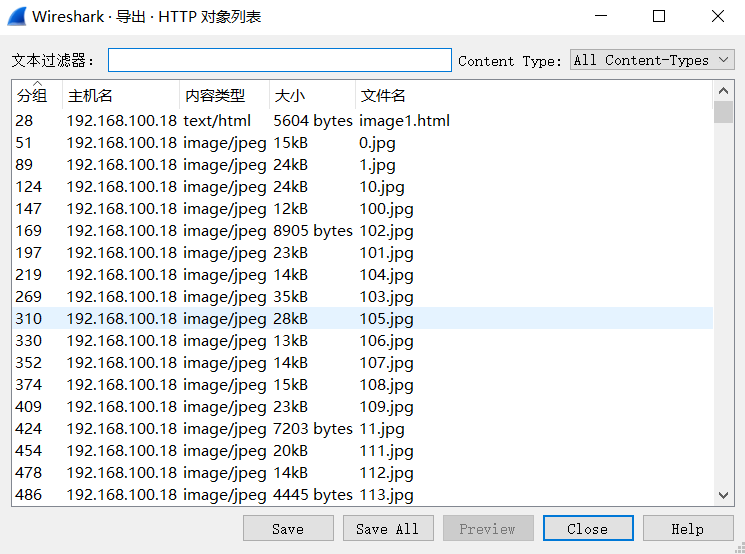 Wireshark · 导出 · HTTP 对象列表
文本过滤器： Content Type: All Content-Types
分组 主机名 内容类型 大小 文件名
28 192.168.100.18 text/html 5604 bytes image1.html
51 192.168.100.18 image/jpeg 15kB 0.jpg
89 192.168.100.18 image/jpeg 24kB 1.jpg
124 192.168.100.18 image/jpeg 24kB 10.jpg
147 192.168.100.18 image/jpeg 12kB 100.jpg
169 192.168.100.18 image/jpeg 8905 bytes 102.jpg
197 192.168.100.18 image/jpeg 23kB 101.jpg
219 192.168.100.18 image/jpeg 14kB 104.jpg
269 192.168.100.18 image/jpeg 35kB 103.jpg
310 192.168.100.18 image/jpeg 28kB 105.jpg
330 192.168.100.18 image/jpeg 13kB 106.jpg
352 192.168.100.18 image/jpeg 14kB 107.jpg
374 192.168.100.18 image/jpeg 15kB 108.jpg
409 192.168.100.18 image/jpeg 23kB 109.jpg
424 192.168.100.18 image/jpeg 7203 bytes 11.jpg
454 192.168.100.18 image/jpeg 20kB 111.jpg
478 192.168.100.18 image/jpeg 14kB 112.jpg
486 192.168.100.18 image/jpeg 4445 bytes 113.jpg
Save Save All Preview Close Help